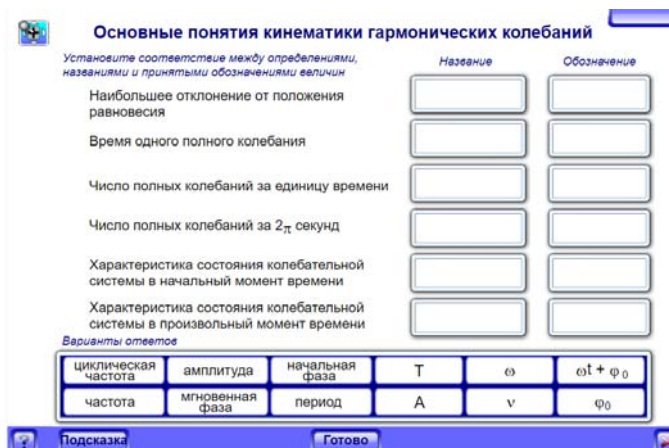 Основные понятия кинематики гармонических колебаний
Установите соответствие между определениями,
названиями и принятыми обозначениями величин
Название
Обозначение
Наибольшее отклонение от положения
равновесия
Время одного полного колебания
Число полных колебаний за единицу времени
Число полных колебаний за 2π секунд
Характеристика состояния колебательной
системы в начальный момент времени
Характеристика состояния колебательной
системы в произвольный момент времени
Варианты ответов
циклическая
частота
амплитуда
начальная
фаза
T
ω
ωt + φ₀
частота
мгновенная
фаза
период
A
ν
φ₀
?
Подсказка
Готово